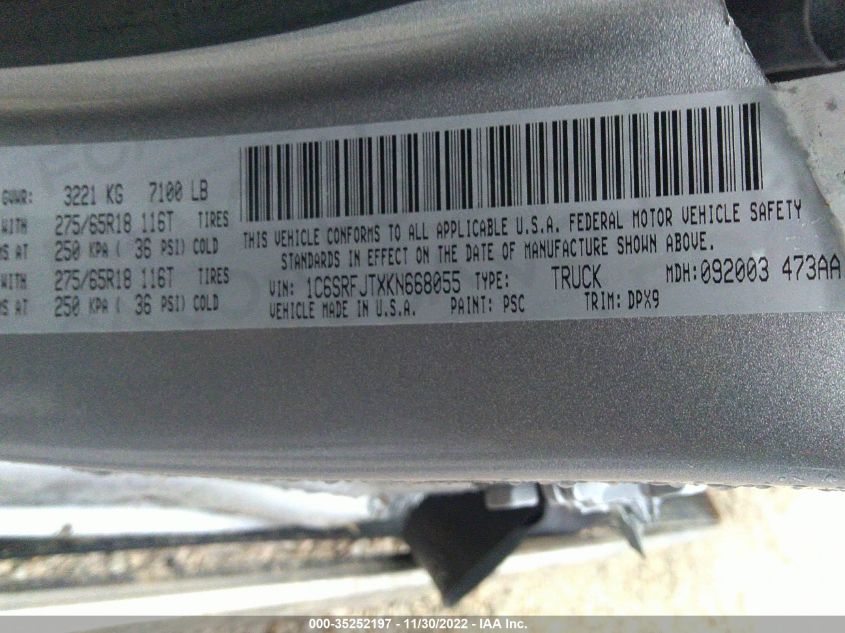 GVWR: 3221 KG 7100 LB
WITH 275/65R18 116T TIRES
MS AT 250 KPA ( 36 PSI) COLD
WITH 275/65R18 116T TIRES
MS AT 250 KPA ( 36 PSI) COLD
THIS VEHICLE CONFORMS TO ALL APPLICABLE U.S.A. FEDERAL MOTOR VEHICLE SAFETY
STANDARDS IN EFFECT ON THE DATE OF MANUFACTURE SHOWN ABOVE.
VIN: 1C6SRFJTXKN668055 TYPE: TRUCK MDH: 092003 473AA
VEHICLE MADE IN U.S.A. PAINT: PSC TRIM: DPX9
000-35252197 - 11/30/2022 - IAA Inc.